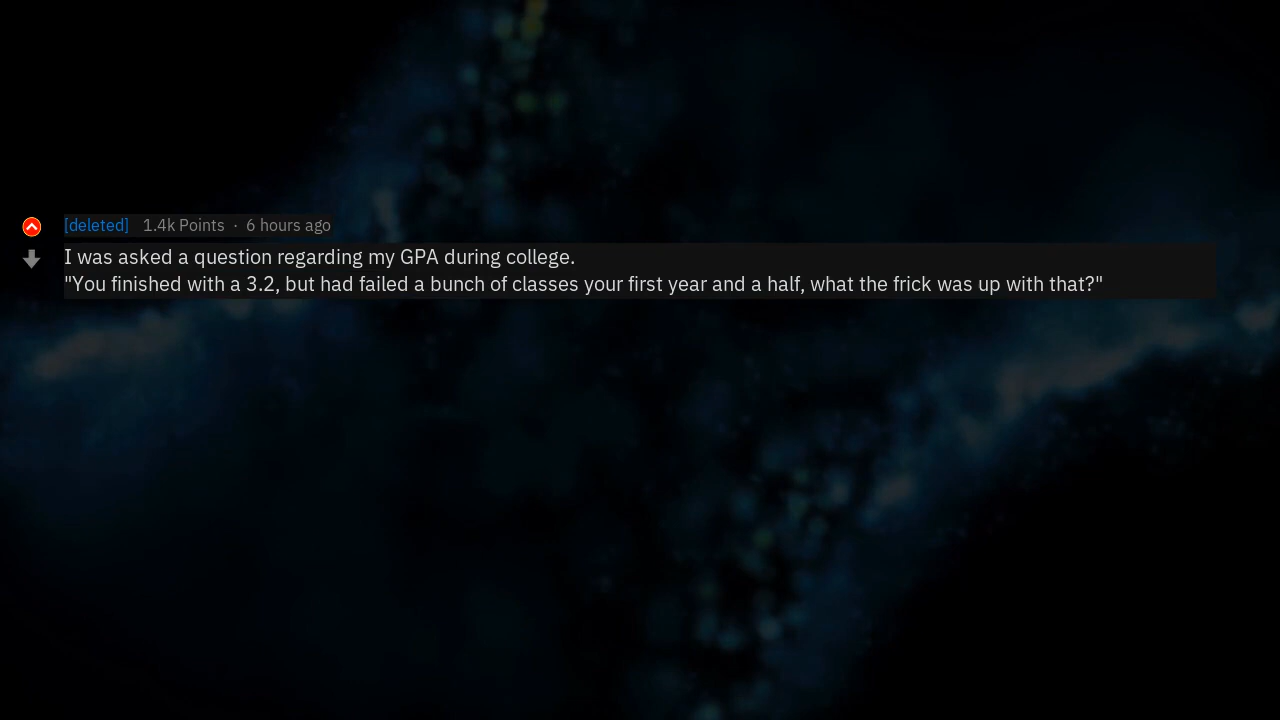 [deleted] 1.4k Points · 6 hours ago
I was asked a question regarding my GPA during college.
"You finished with a 3.2, but had failed a bunch of classes your first year and a half, what the frick was up with that?"